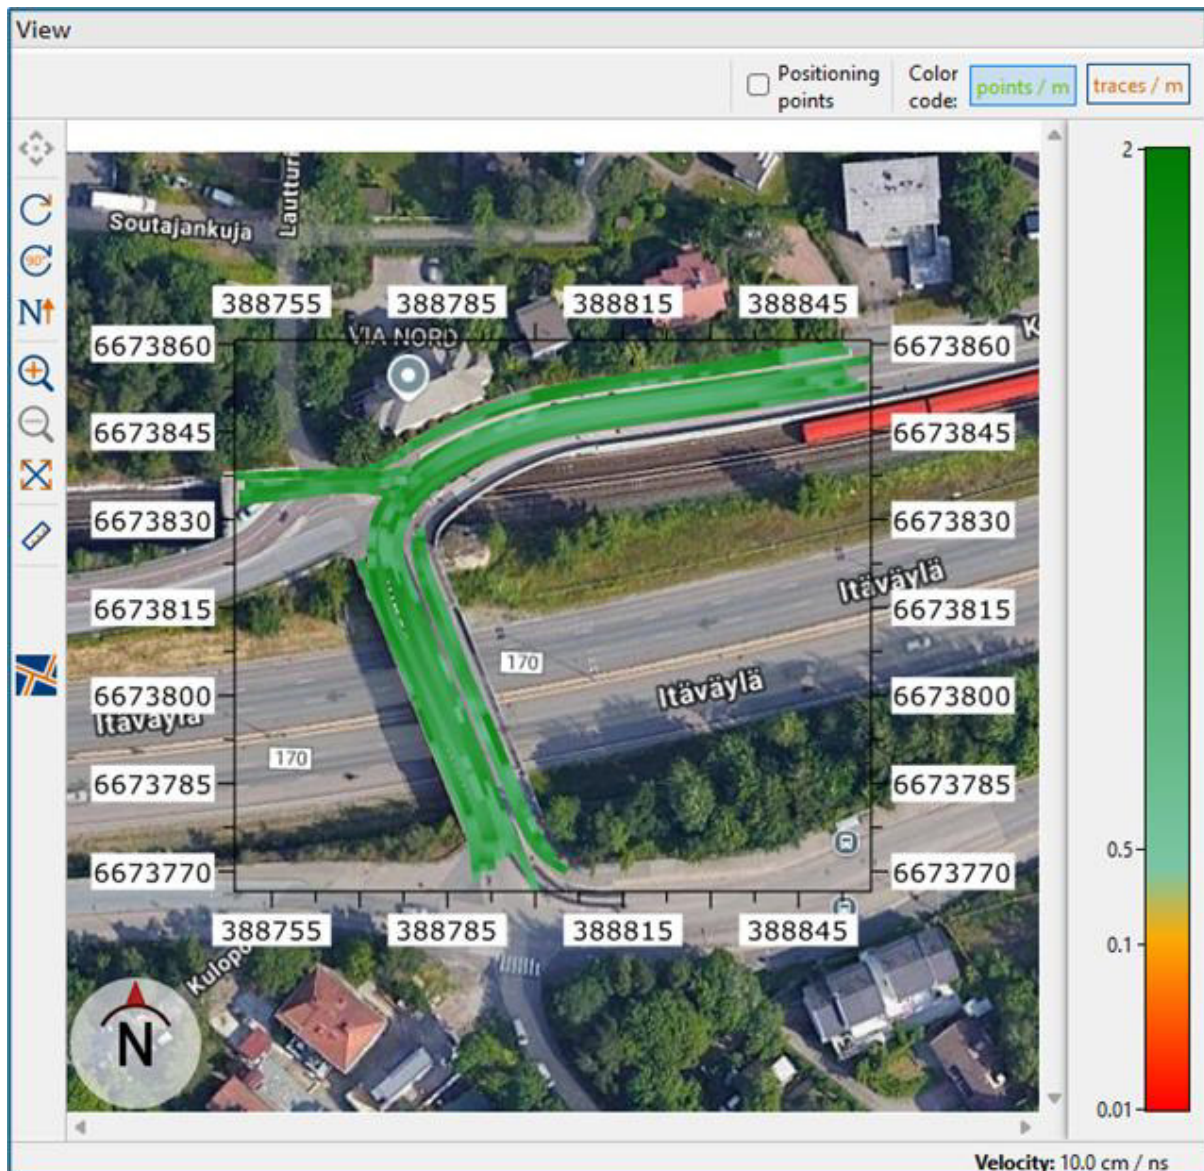 View
Positioning points
Color code:
points / m
traces / m
90°
N
Soutajankuja
Lauttur
388755 388785 388815 388845
VIA NORD
K
6673860 6673860
6673845 6673845
6673830 6673830
Itäväylä
6673815 6673815
170
Itäväylä
6673800 6673800
Itäväylä
170
6673785 6673785
6673770 6673770
388755 388785 388815 388845
Kulopo
N
2
0.5
0.1
0.01
Velocity: 10.0 cm / ns